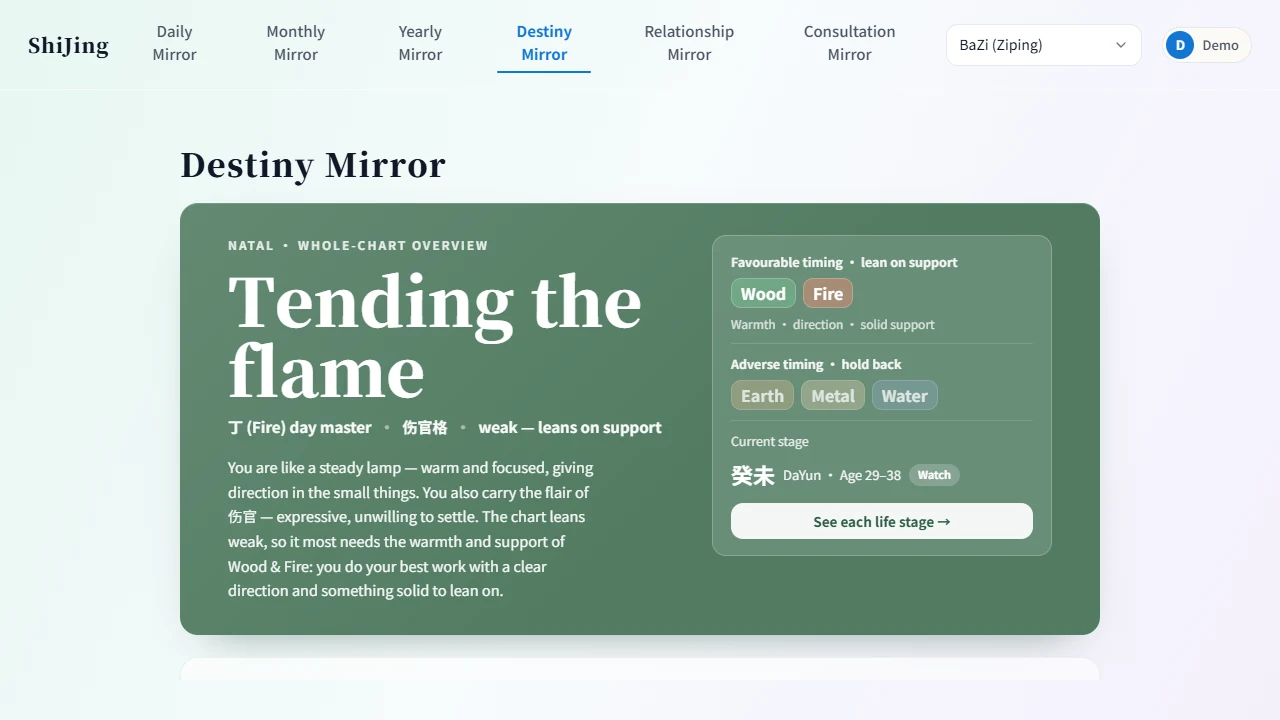 ShiJing
Daily
Mirror
Monthly
Mirror
Yearly
Mirror
Destiny
Mirror
Relationship
Mirror
Consultation
Mirror
BaZi (Ziping)
D Demo
Destiny Mirror
NATAL • WHOLE-CHART OVERVIEW
Tending the
flame
丁 (Fire) day master • 伤官格 • weak — leans on support
You are like a steady lamp — warm and focused, giving
direction in the small things. You also carry the flair of
伤官 — expressive, unwilling to settle. The chart leans
weak, so it most needs the warmth and support of
Wood & Fire: you do your best work with a clear
direction and something solid to lean on.
Favourable timing • lean on support
Wood Fire
Warmth • direction • solid support
Adverse timing • hold back
Earth Metal Water
Current stage
癸未 DaYun • Age 29–38 Watch
See each life stage →